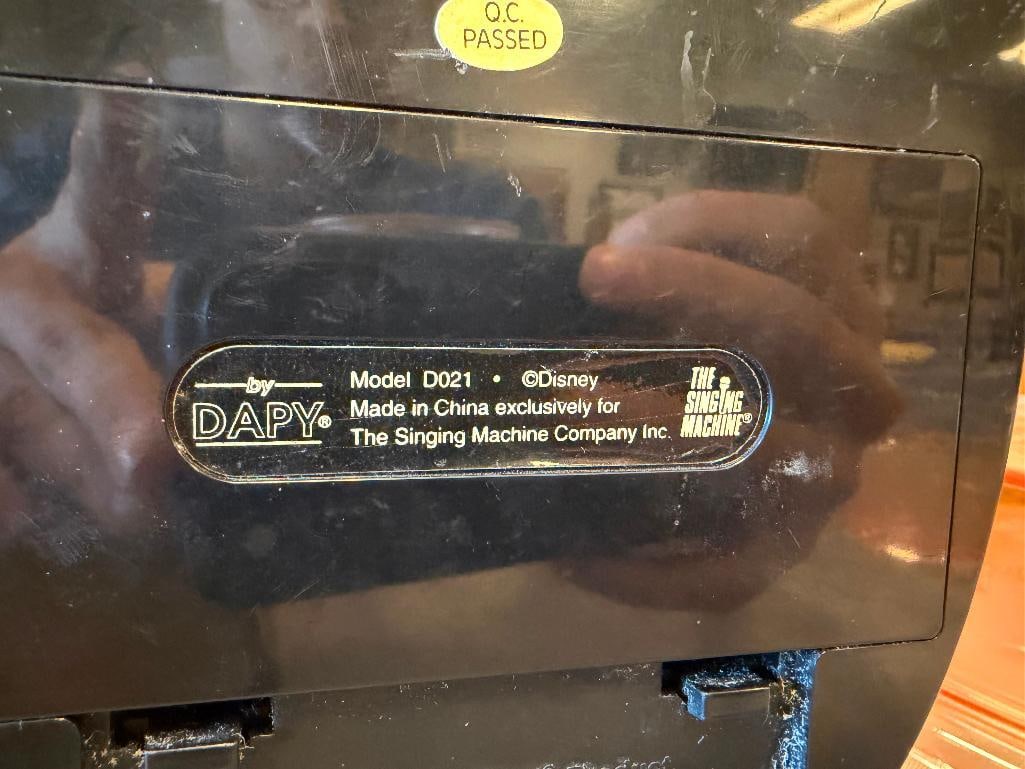 Q.C.
PASSED
by
DAPY®
Model D021 • ©Disney
Made in China exclusively for
The Singing Machine Company Inc.
THE
SINGING
MACHINE®